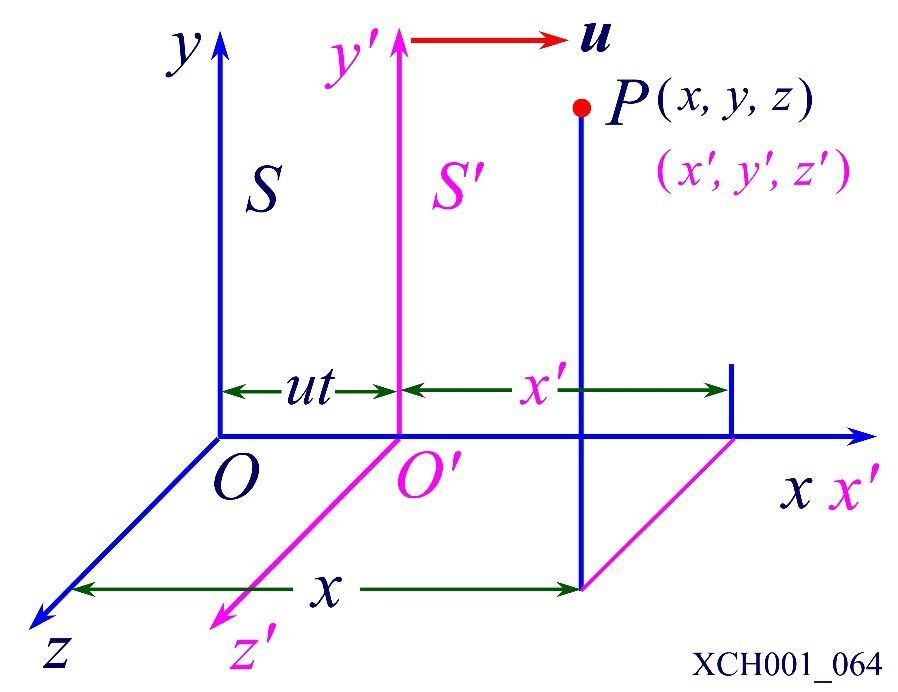 y
y′
u
P(x, y, z)
(x′, y′, z′)
S
S′
ut
x′
O
O′
x x′
x
z
z′
XCH001_064